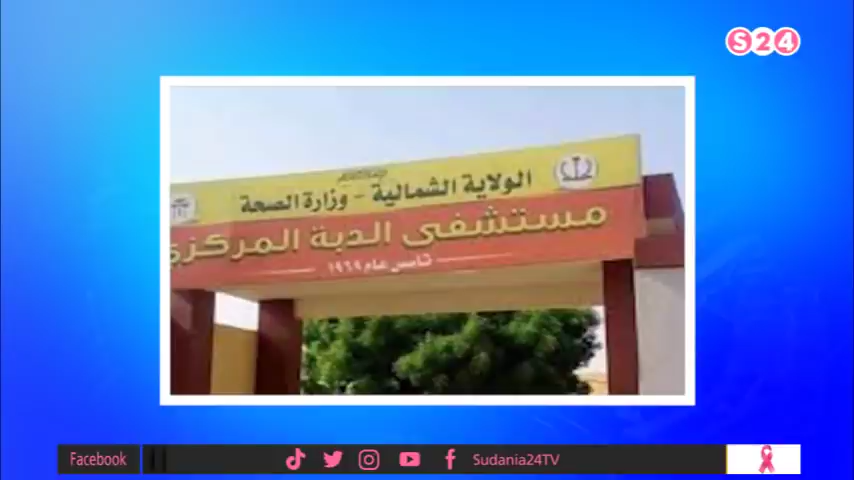 S24
الولاية الشمالية - وزارة الصحة
مستشفى الدبة المركزي
تأسس عام ١٩٦٩
Facebook
Sudania24TV